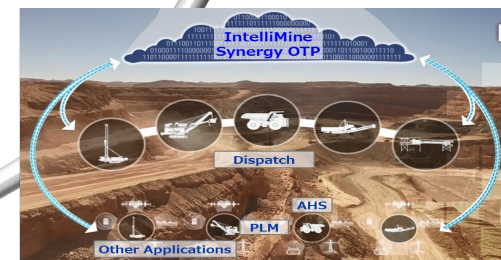 IntelliMine
Synergy OTP
Dispatch
AHS
PLM
Other Applications